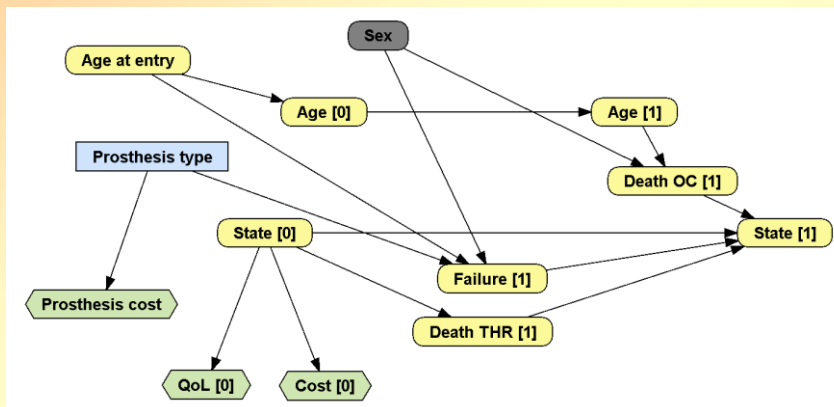 Sex
Age at entry
Age [0]
Age [1]
Prosthesis type
Death OC [1]
State [0]
State [1]
Failure [1]
Prosthesis cost
Death THR [1]
QoL [0]
Cost [0]